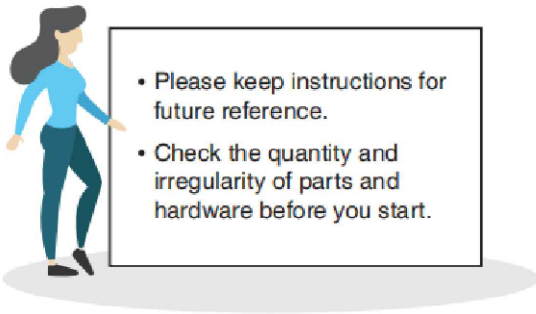 • Please keep instructions for
future reference.
• Check the quantity and
irregularity of parts and
hardware before you start.